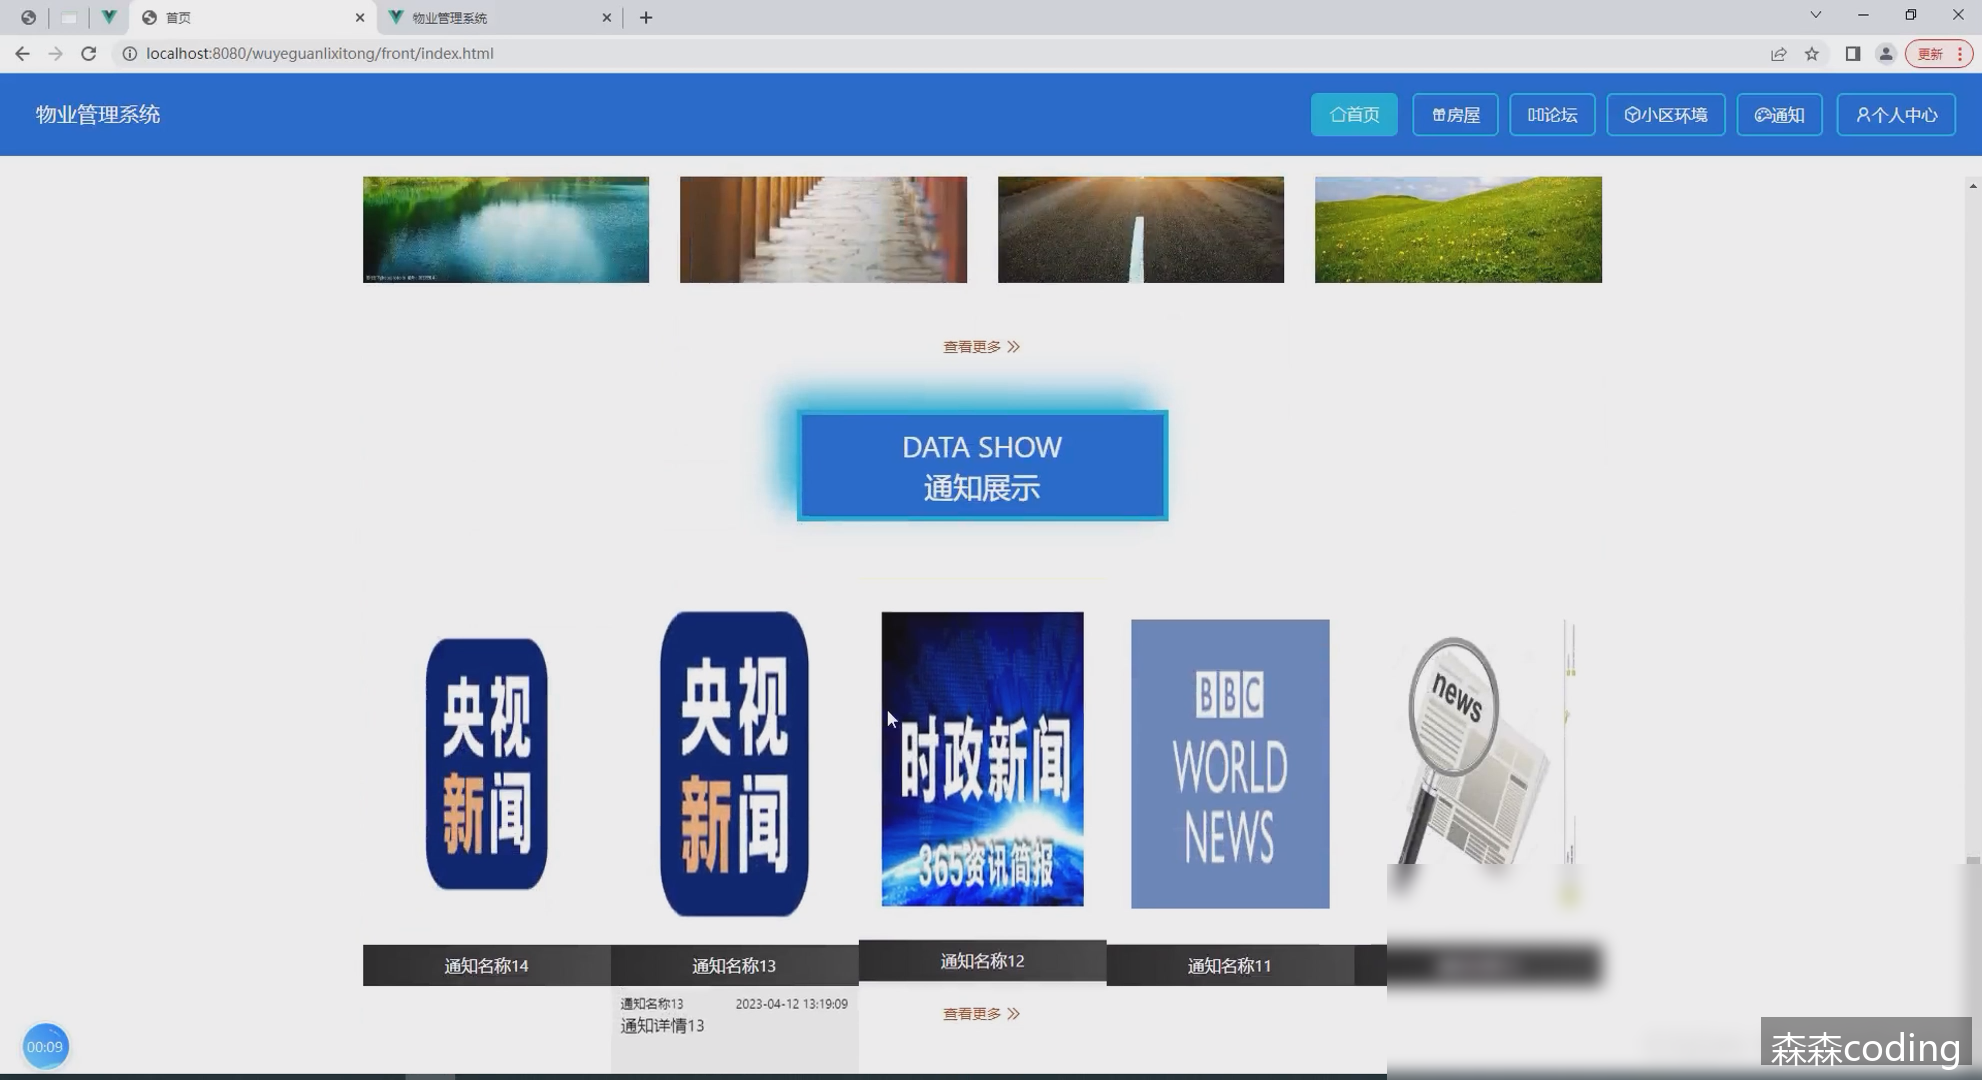 首页
物业管理系统
localhost:8080/wuyeguanlixitong/front/index.html
更新
物业管理系统
首页
房屋
论坛
小区环境
通知
个人中心
查看更多
DATA SHOW
通知展示
央视
新闻
央视
新闻
时政新闻
365资讯简报
BBC
WORLD
NEWS
news
通知名称14
通知名称13
通知名称12
通知名称11
通知名称13 2023-04-12 13:19:09
通知详情13
查看更多
00:09
森森coding